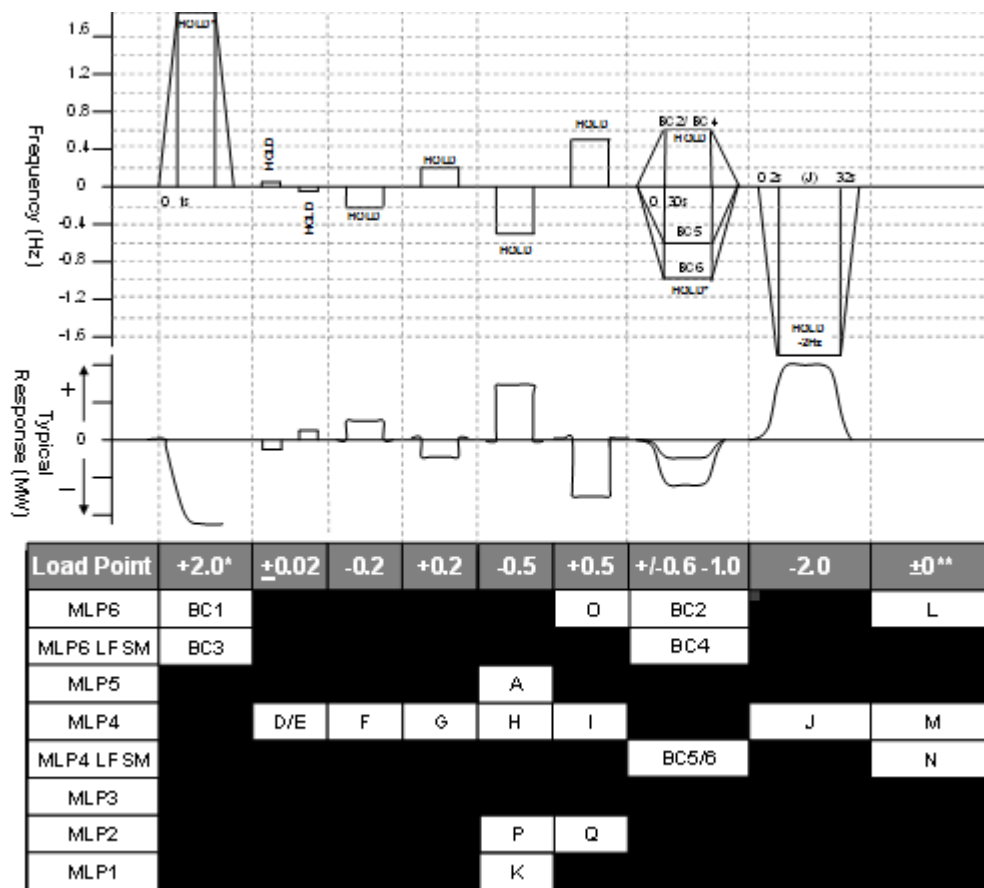 1.6
HOLD*
1.2
0.8
BC2/ BC4
HOLD
HOLD
HOLD
0.4
HOLD
0
0 2s (J) 32s
0 1s
HOLD
HOLD
0 30s
-0.4
BC5
HOLD
-0.8
BC6
HOLD*
-1.2
HOLD
-2Hz
-1.6
Frequency (Hz)
+
0
–
Typical
Response (MW)
Load Point +2.0* ±0.02 -0.2 +0.2 -0.5 +0.5 +/-0.6 -1.0 -2.0 ±0**
MLP6 BC1 O BC2 L
MLP6 LFSM BC3 BC4
MLP5 A
MLP4 D/E F G H I J M
MLP4 LFSM BC5/6 N
MLP3
MLP2 P Q
MLP1 K